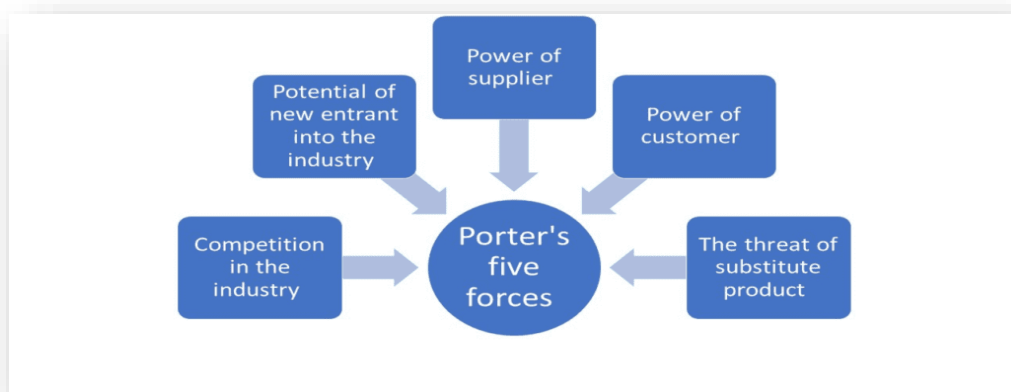 Power of
supplier
Potential of
new entrant
into the
industry
Power of
customer
Competition
in the
industry
Porter's
five
forces
The threat of
substitute
product